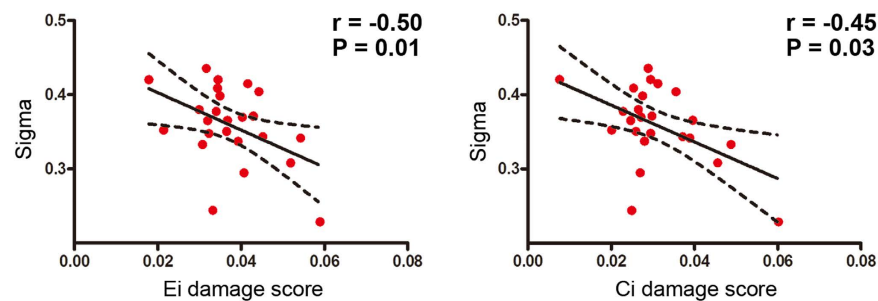 r = -0.50
P = 0.01
0.5
0.4
0.3
Sigma
0.00 0.02 0.04 0.06 0.08
Ei damage score
r = -0.45
P = 0.03
0.5
0.4
0.3
Sigma
0.00 0.02 0.04 0.06 0.08
Ci damage score